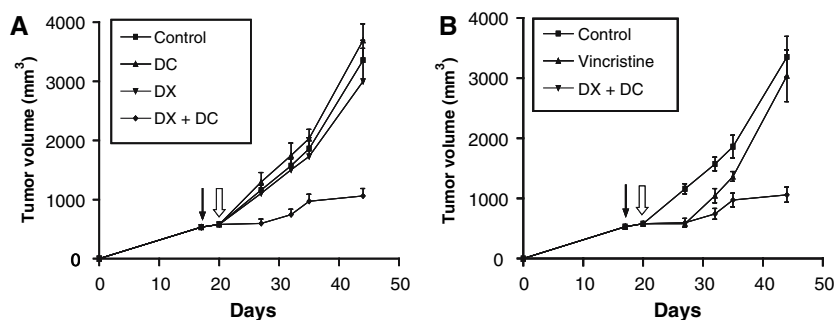 A
Tumor volume (mm³)
4000
3000
2000
1000
0
0
0 10 20 30 40 50
Days
Control
DC
DX
DX + DC
B
Tumor volume (mm³)
4000
3000
2000
1000
0
0 10 20 30 40 50
Days
Control
Vincristine
DX + DC